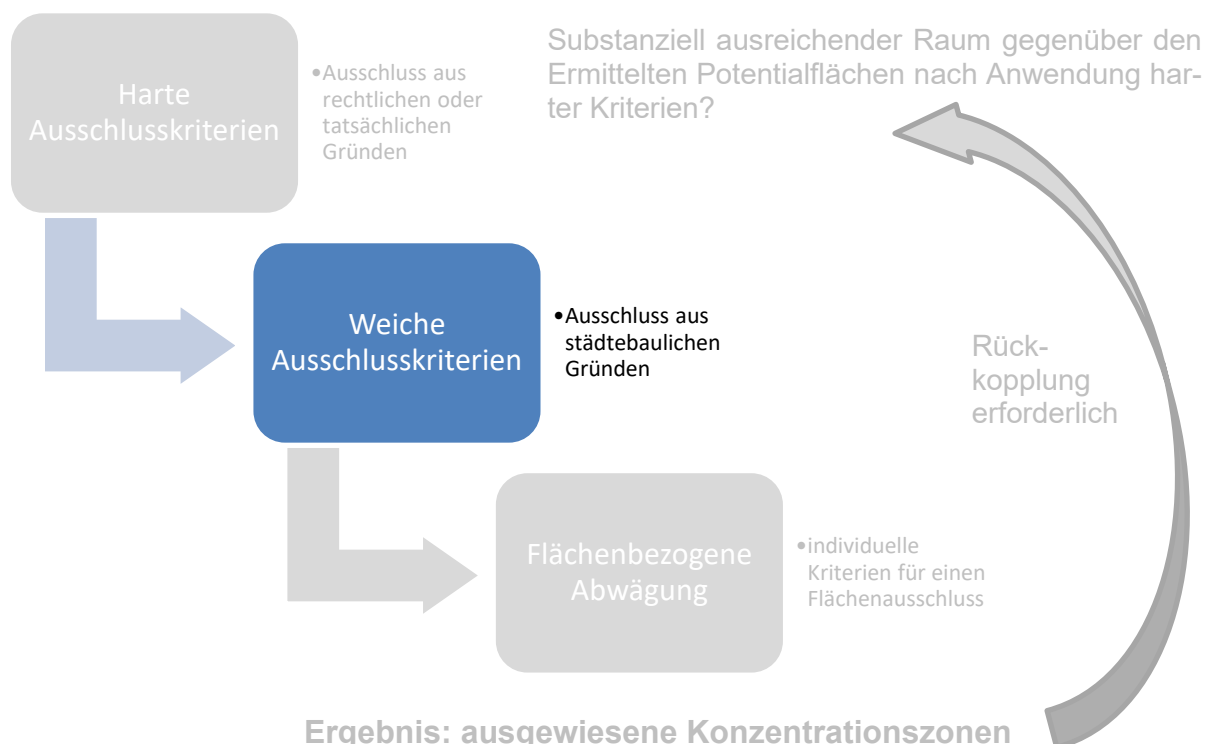 Harte
Ausschlusskriterien
•Ausschluss aus
rechtlichen oder
tatsächlichen
Gründen
Substanziell ausreichender Raum gegenüber den
Ermittelten Potentialflächen nach Anwendung har-
ter Kriterien?
Weiche
Ausschlusskriterien
•Ausschluss aus
städtebaulichen
Gründen
Rück-
kopplung
erforderlich
Flächenbezogene
Abwägung
•individuelle
Kriterien für einen
Flächenausschluss
Ergebnis: ausgewiesene Konzentrationszonen